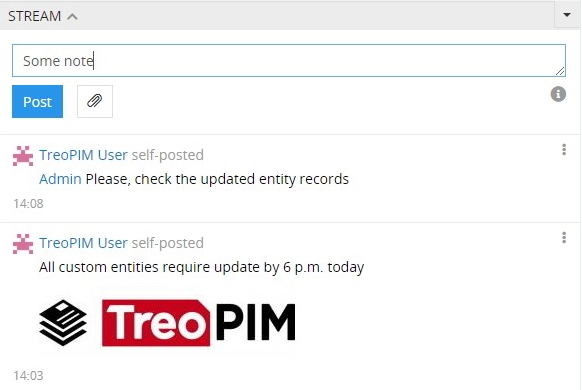 STREAM
Some note
Post
TreoPIM User self-posted
Admin Please, check the updated entity records
14:08
TreoPIM User self-posted
All custom entities require update by 6 p.m. today
TreoPIM
14:03